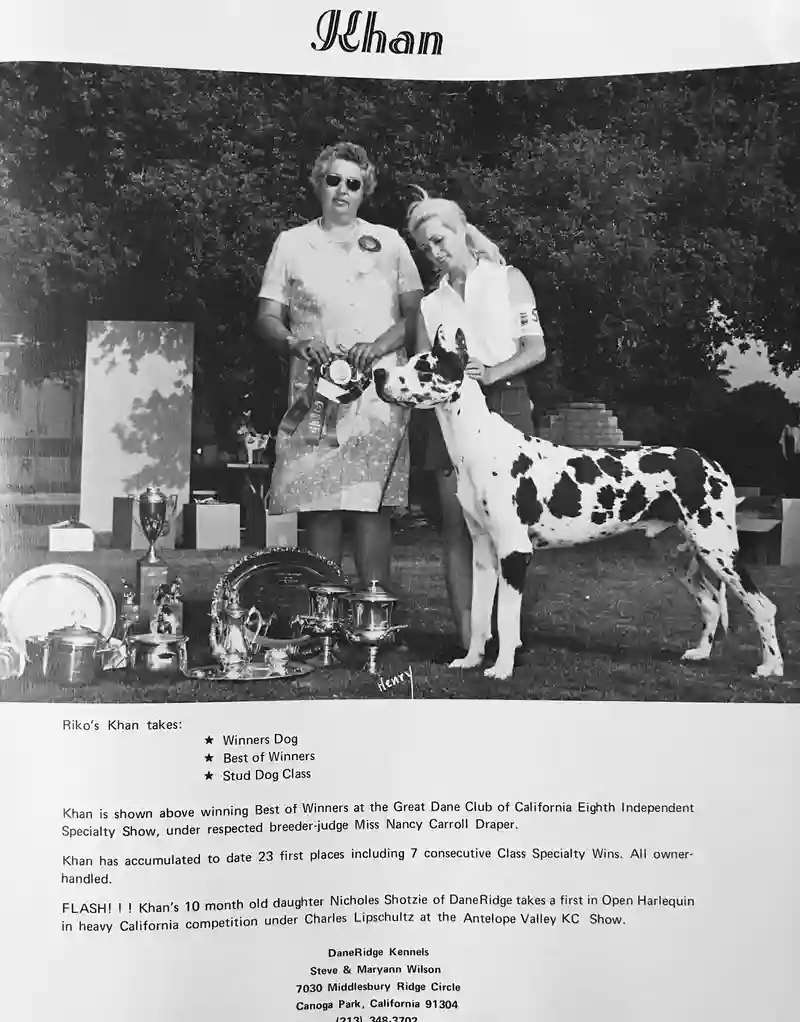 Khan
Henry
Riko's Khan takes:
★ Winners Dog
★ Best of Winners
★ Stud Dog Class
Khan is shown above winning Best of Winners at the Great Dane Club of California Eighth Independent
Specialty Show, under respected breeder-judge Miss Nancy Carroll Draper.
Khan has accumulated to date 23 first places including 7 consecutive Class Specialty Wins. All owner-
handled.
FLASH! ! ! Khan's 10 month old daughter Nicholes Shotzie of DaneRidge takes a first in Open Harlequin
in heavy California competition under Charles Lipschultz at the Antelope Valley KC Show.
DaneRidge Kennels
Steve & Maryann Wilson
7030 Middlesbury Ridge Circle
Canoga Park, California 91304
(213) 348-3702